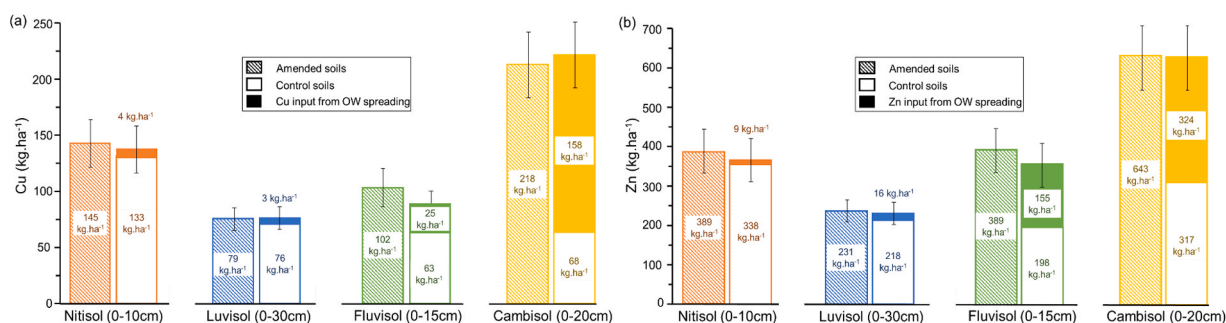 (a)
Cu (kg.ha⁻¹)
250
200
150
100
75
50
25
0
Amended soils
Control soils
Cu input from OW spreading
4 kg.ha⁻¹
145
kg.ha⁻¹
133
kg.ha⁻¹
3 kg.ha⁻¹
79
kg.ha⁻¹
76
kg.ha⁻¹
102
kg.ha⁻¹
25
kg.ha⁻¹
63
kg.ha⁻¹
218
kg.ha⁻¹
158
kg.ha⁻¹
68
kg.ha⁻¹
Nitisol (0-10cm) Luvisol (0-30cm) Fluvisol (0-15cm) Cambisol (0-20cm)
(b)
Zn (kg.ha⁻¹)
700
600
500
400
300
200
100
0
Amended soils
Control soils
Zn input from OW spreading
9 kg.ha⁻¹
389
kg.ha⁻¹
338
kg.ha⁻¹
16 kg.ha⁻¹
231
kg.ha⁻¹
218
kg.ha⁻¹
389
kg.ha⁻¹
155
kg.ha⁻¹
198
kg.ha⁻¹
643
kg.ha⁻¹
324
kg.ha⁻¹
317
kg.ha⁻¹
Nitisol (0-10cm) Luvisol (0-30cm) Fluvisol (0-15cm) Cambisol (0-20cm)